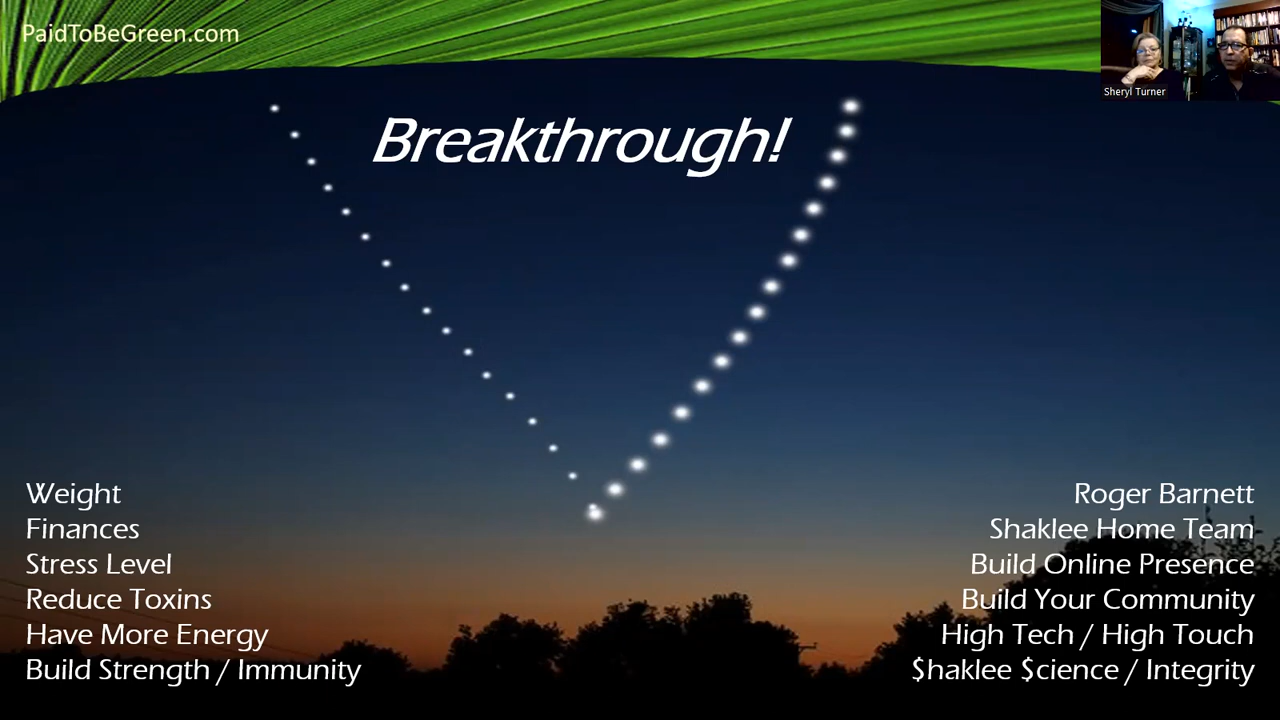 PaidToBeGreen.com
Sheryl Turner
Breakthrough!
Weight
Finances
Stress Level
Reduce Toxins
Have More Energy
Build Strength / Immunity
Roger Barnett
Shaklee Home Team
Build Online Presence
Build Your Community
High Tech / High Touch
$haklee $cience / Integrity